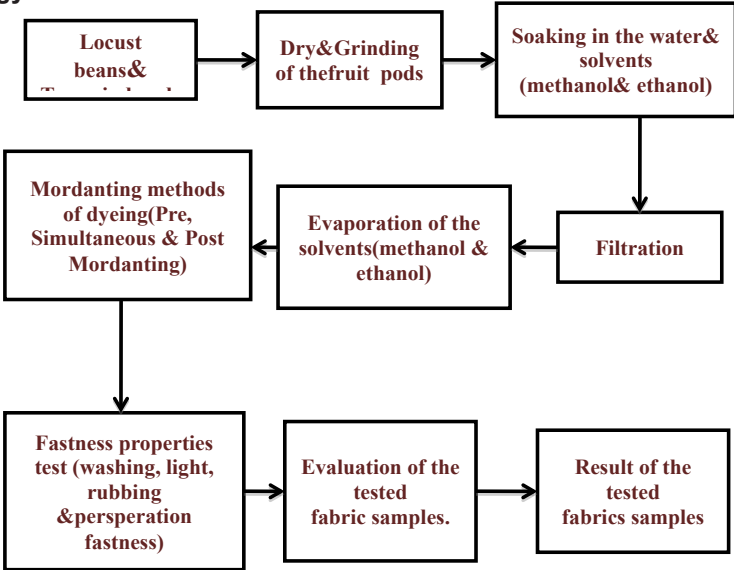 gy
Locust
beans&
Dry&Grinding
of thefruit pods
Soaking in the water&
solvents
(methanol& ethanol)
Mordanting methods
of dyeing(Pre,
Simultaneous & Post
Mordanting)
Evaporation of the
solvents(methanol &
ethanol)
Filtration
Fastness properties
test (washing, light,
rubbing
&persperation
fastness)
Evaluation of the
tested
fabric samples.
Result of the
tested
fabrics samples